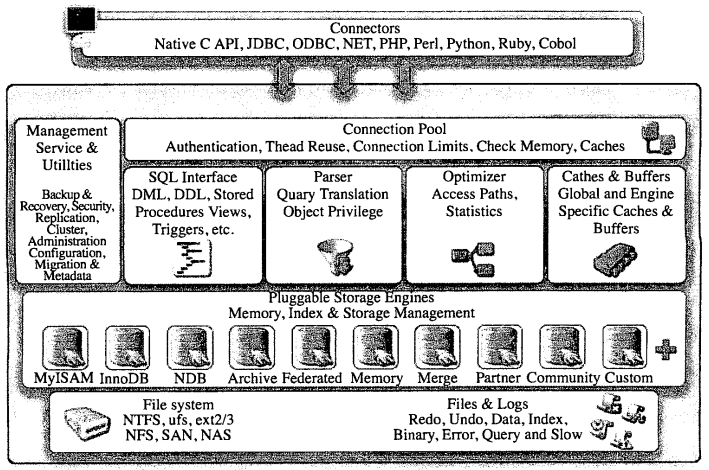 Connectors
Native C API, JDBC, ODBC, NET, PHP, Perl, Python, Ruby, Cobol
Management
Service &
Utillties
Backup &
Recovery, Security,
Replication,
Cluster,
Administration
Configuration,
Migration &
Metadata
Connection Pool
Authentication, Thead Reuse, Connection Limits, Check Memory, Caches
SQL Interface
DML, DDL, Stored
Procedures Views,
Triggers, etc.
Parser
Quary Translation
Object Privilege
Optimizer
Access Paths,
Statistics
Cathes & Buffers
Global and Engine
Specific Caches &
Buffers
Pluggable Storage Engines
Memory, Index & Storage Management
MyISAM InnoDB NDB Archive Federated Memory Merge Partner Community Custom
File system
NTFS, ufs, ext2/3
NFS, SAN, NAS
Files & Logs
Redo, Undo, Data, Index,
Binary, Error, Query and Slow